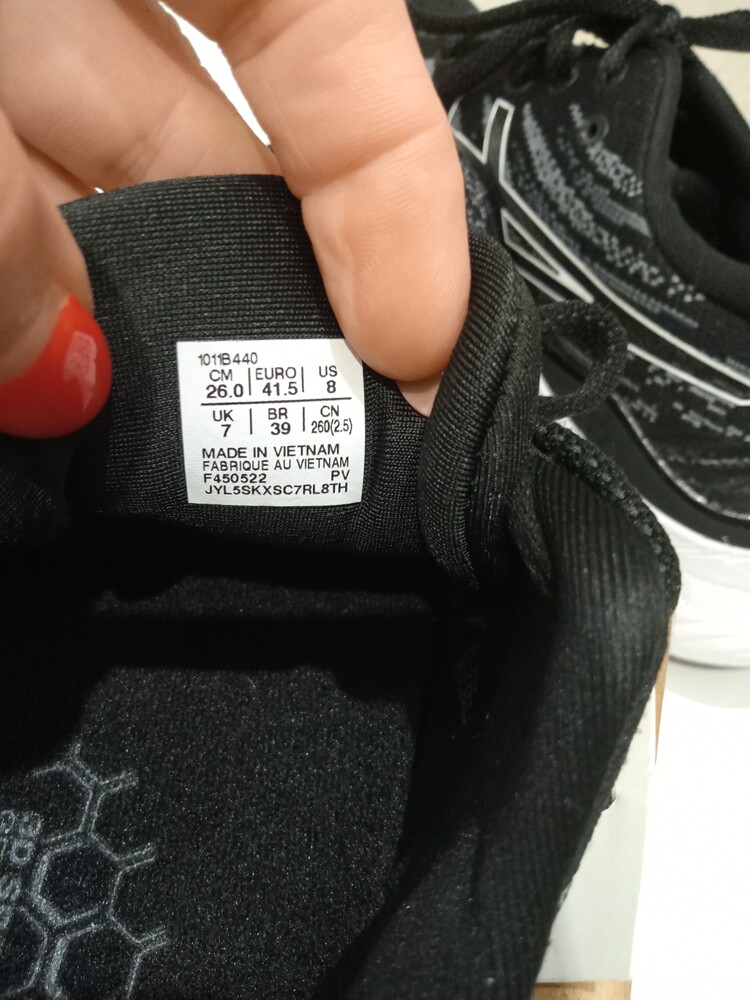 1011B440
CM EURO US
26.0 41.5 8
UK BR CN
7 39 260(2.5)
MADE IN VIETNAM
FABRIQUE AU VIETNAM
F450522 PV
JYL5SKXSC7RL8TH